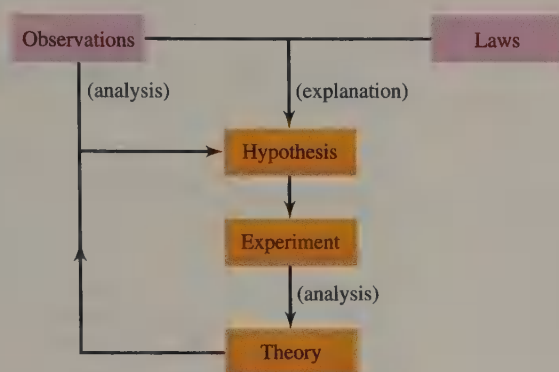 Observations
Laws
(analysis)
(explanation)
Hypothesis
Experiment
(analysis)
Theory